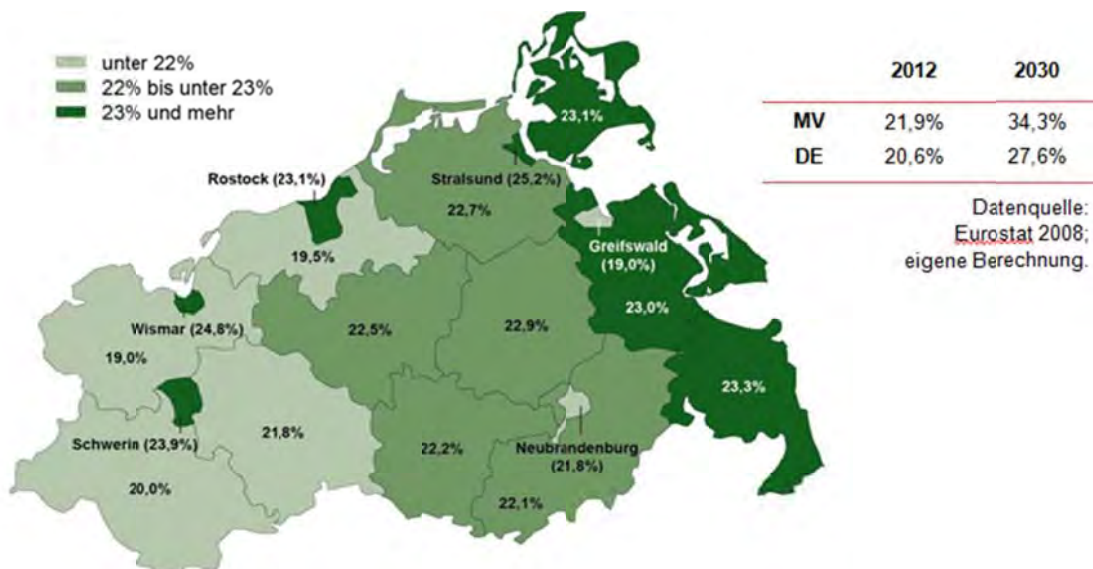 unter 22%
22% bis unter 23%
23% und mehr
2012 2030
MV 21,9% 34,3%
DE 20,6% 27,6%
Datenquelle:
Eurostat 2008;
eigene Berechnung.
23,1%
Rostock (23,1%)
Stralsund (25,2%)
22,7%
19,5%
Greifswald
(19,0%)
23,0%
Wismar (24,8%)
22,5%
22,9%
19,0%
23,3%
Schwerin (23,9%)
21,8%
22,2%
Neubrandenburg
(21,8%)
20,0%
22,1%